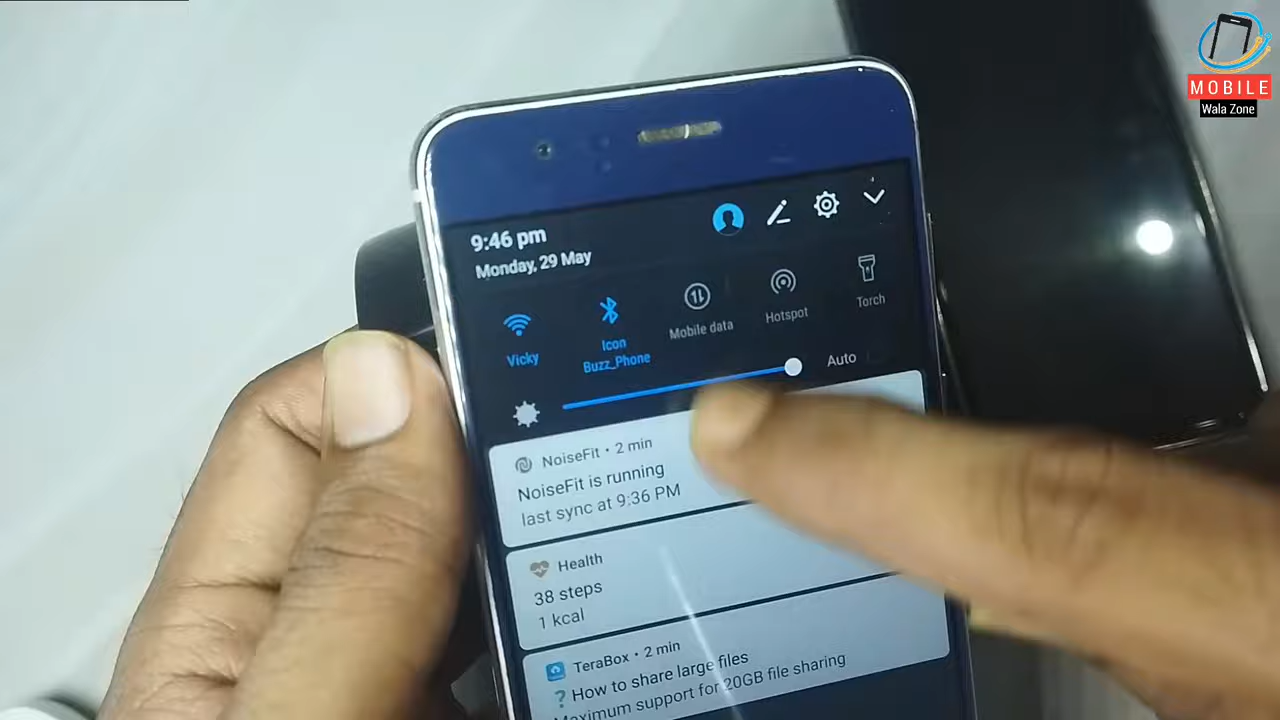 MOBILE
Wala Zone
9:46 pm
Monday, 29 May
Vicky
Icon
Buzz_Phone
Mobile data
Hotspot
Torch
Auto
NoiseFit • 2 min
NoiseFit is running
last sync at 9:36 PM
Health
38 steps
1 kcal
TeraBox • 2 min
❓How to share large files
Maximum support for 20GB file sharing